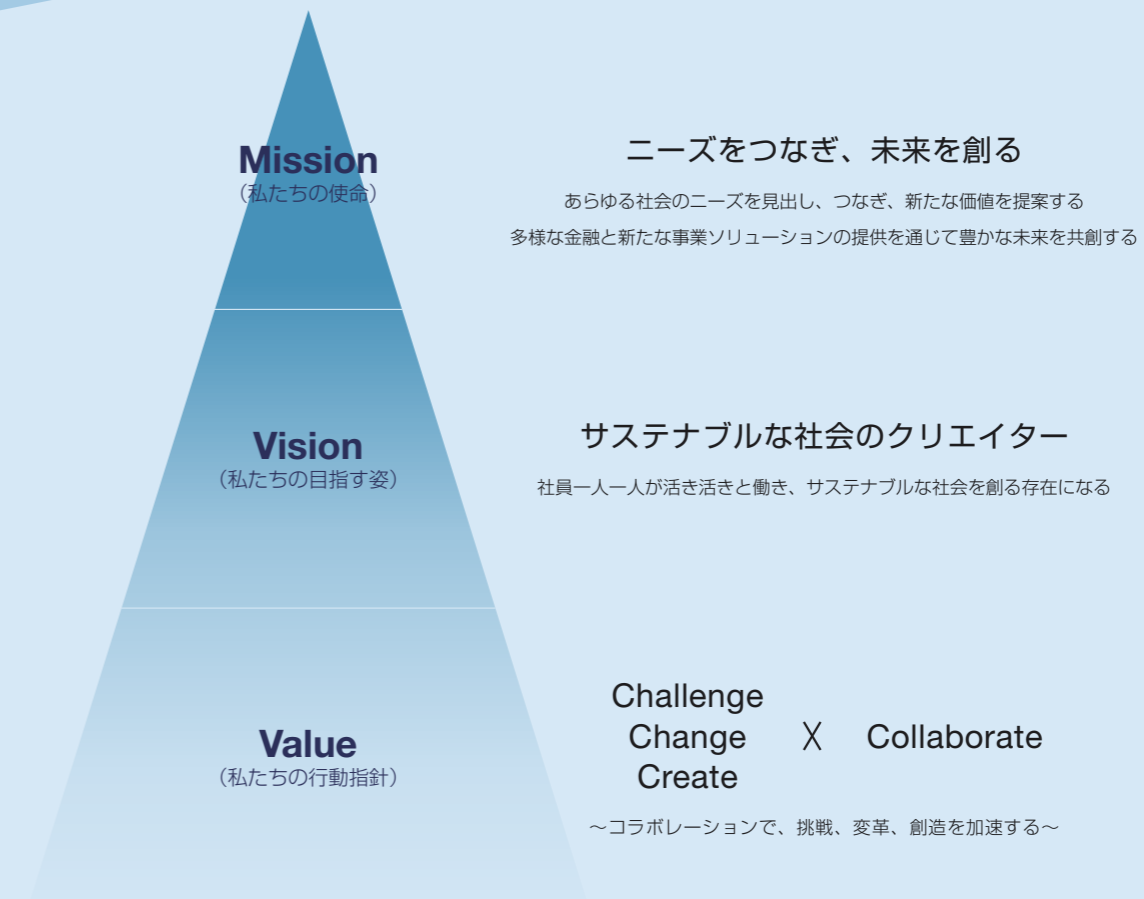 Mission
（私たちの使命）
ニーズをつなぎ、未来を創る
あらゆる社会のニーズを見出し、つなぎ、新たな価値を提案する
多様な金融と新たな事業ソリューションの提供を通じて豊かな未来を共創する
Vision
（私たちの目指す姿）
サステナブルな社会のクリエイター
社員一人一人が活き活きと働き、サステナブルな社会を創る存在になる
Value
（私たちの行動指針）
Challenge
Change X Collaborate
Create
～コラボレーションで、挑戦、変革、創造を加速する～